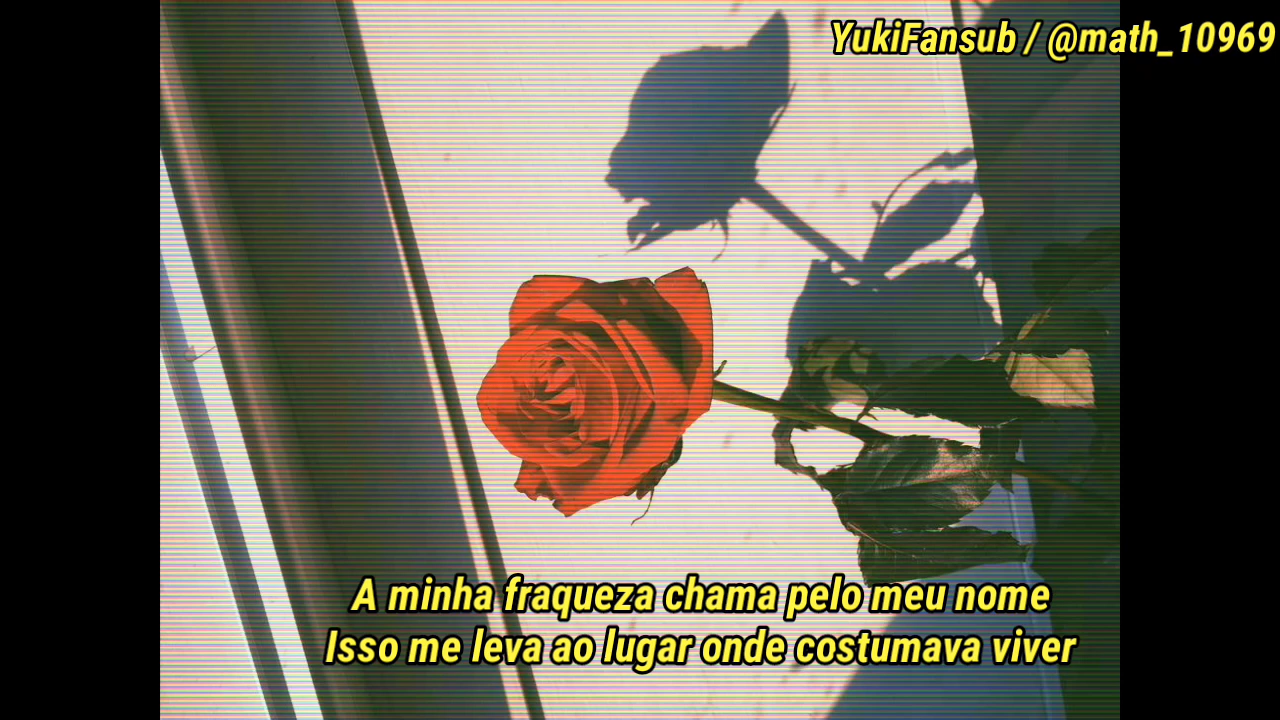 YukiFansub / @math_10969
A minha fraqueza chama pelo meu nome
Isso me leva ao lugar onde costumava viver